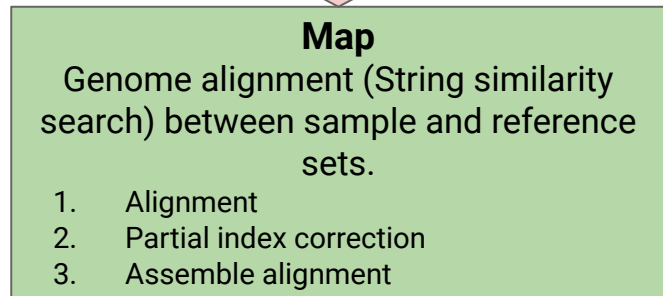 Map
Genome alignment (String similarity
search) between sample and reference
sets.
1. Alignment
2. Partial index correction
3. Assemble alignment